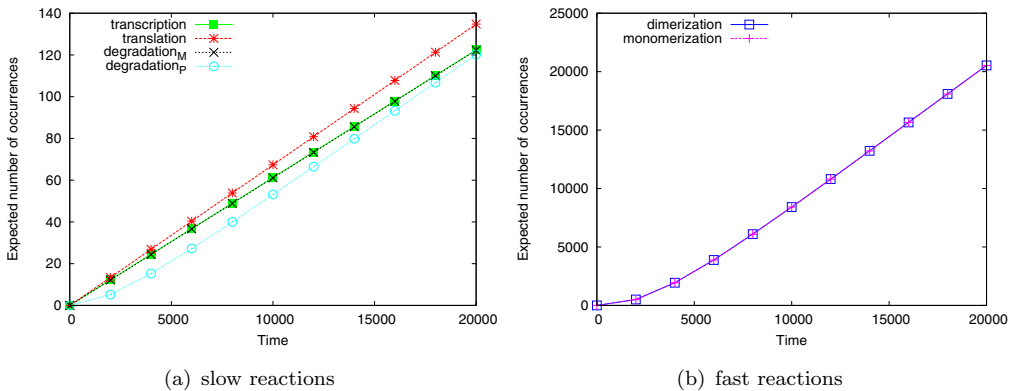 transcription
translation
degradation_M
degradation_P
Expected number of occurrences
140
120
100
80
60
40
20
0
0 5000 10000 15000 20000
Time
(a) slow reactions
dimerization
monomerization
Expected number of occurrences
25000
20000
15000
10000
5000
0
0 5000 10000 15000 20000
Time
(b) fast reactions